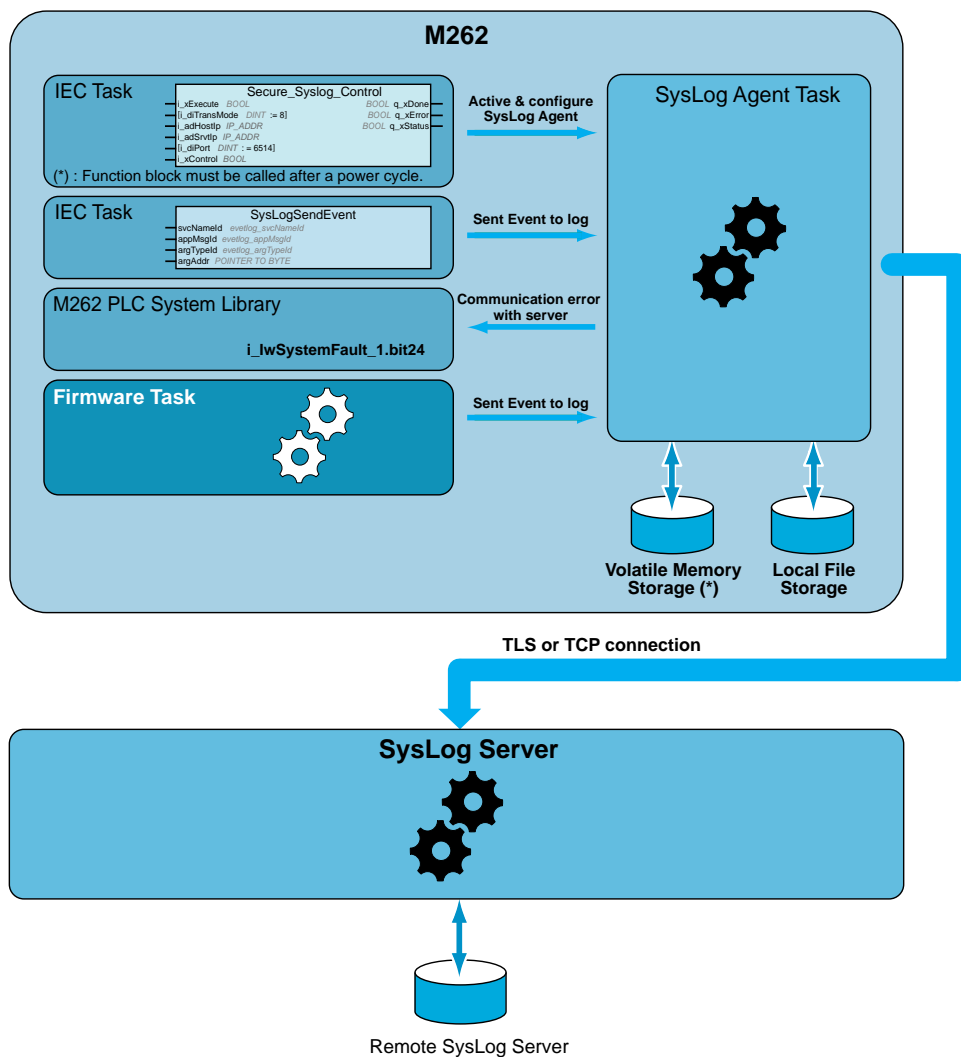 M262
IEC Task
Secure_Syslog_Control
i_xExecute BOOL
BOOL q_xDone
[i_diTransMode DINT := 8]
BOOL q_xError
i_adHostIp IP_ADDR
BOOL q_xStatus
i_adSrvtIp IP_ADDR
[i_diPort DINT : = 6514]
i_xControl BOOL
(*) : Function block must be called after a power cycle.
Active & configure
SysLog Agent
SysLog Agent Task
IEC Task
SysLogSendEvent
svcNameId evetlog_svcNameId
appMsgId evetlog_appMsgId
argTypeId evetlog_argTypeId
argAddr POINTER TO BYTE
Sent Event to log
M262 PLC System Library
i_lwSystemFault_1.bit24
Communication error
with server
Firmware Task
Sent Event to log
Volatile Memory
Storage (*)
Local File
Storage
TLS or TCP connection
SysLog Server
Remote SysLog Server